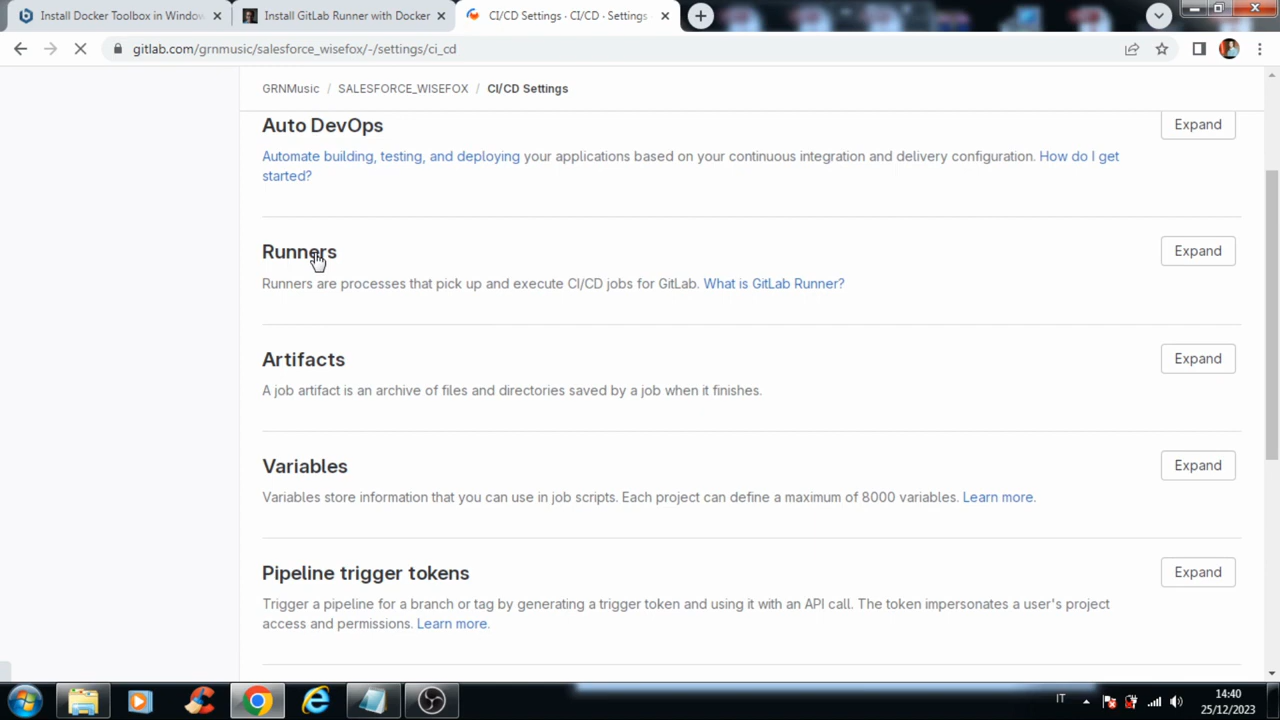 Install Docker Toolbox in Window
Install GitLab Runner with Docker
CI/CD Settings · CI/CD · Settings
gitlab.com/grnmusic/salesforce_wisefox/-/settings/ci_cd
GRNMusic / SALESFORCE_WISEFOX / CI/CD Settings
Auto DevOps
Expand
Automate building, testing, and deploying your applications based on your continuous integration and delivery configuration. How do I get
started?
Runners
Expand
Runners are processes that pick up and execute CI/CD jobs for GitLab. What is GitLab Runner?
Artifacts
Expand
A job artifact is an archive of files and directories saved by a job when it finishes.
Variables
Expand
Variables store information that you can use in job scripts. Each project can define a maximum of 8000 variables. Learn more.
Pipeline trigger tokens
Expand
Trigger a pipeline for a branch or tag by generating a trigger token and using it with an API call. The token impersonates a user's project
access and permissions. Learn more.
IT
14:40
25/12/2023